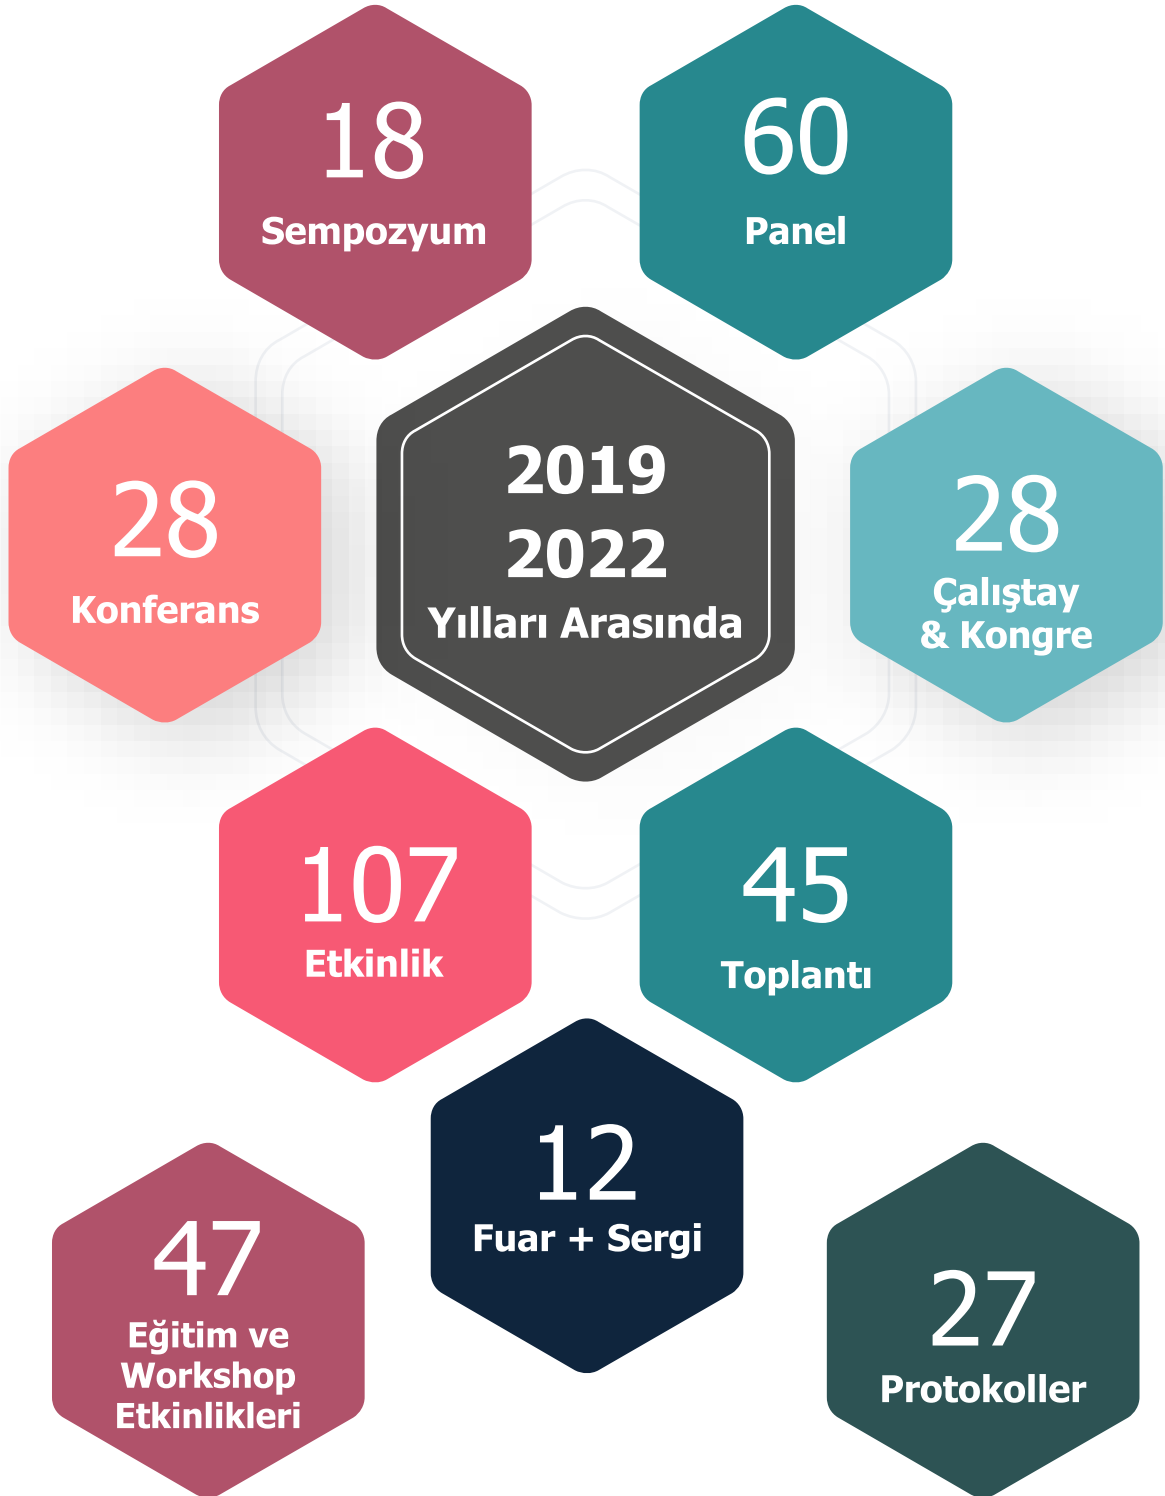 18
Sempozyum
60
Panel
28
Konferans
2019
2022
Yılları Arasında
28
Çalıştay
& Kongre
107
Etkinlik
45
Toplantı
12
Fuar + Sergi
47
Eğitim ve
Workshop
Etkinlikleri
27
Protokoller